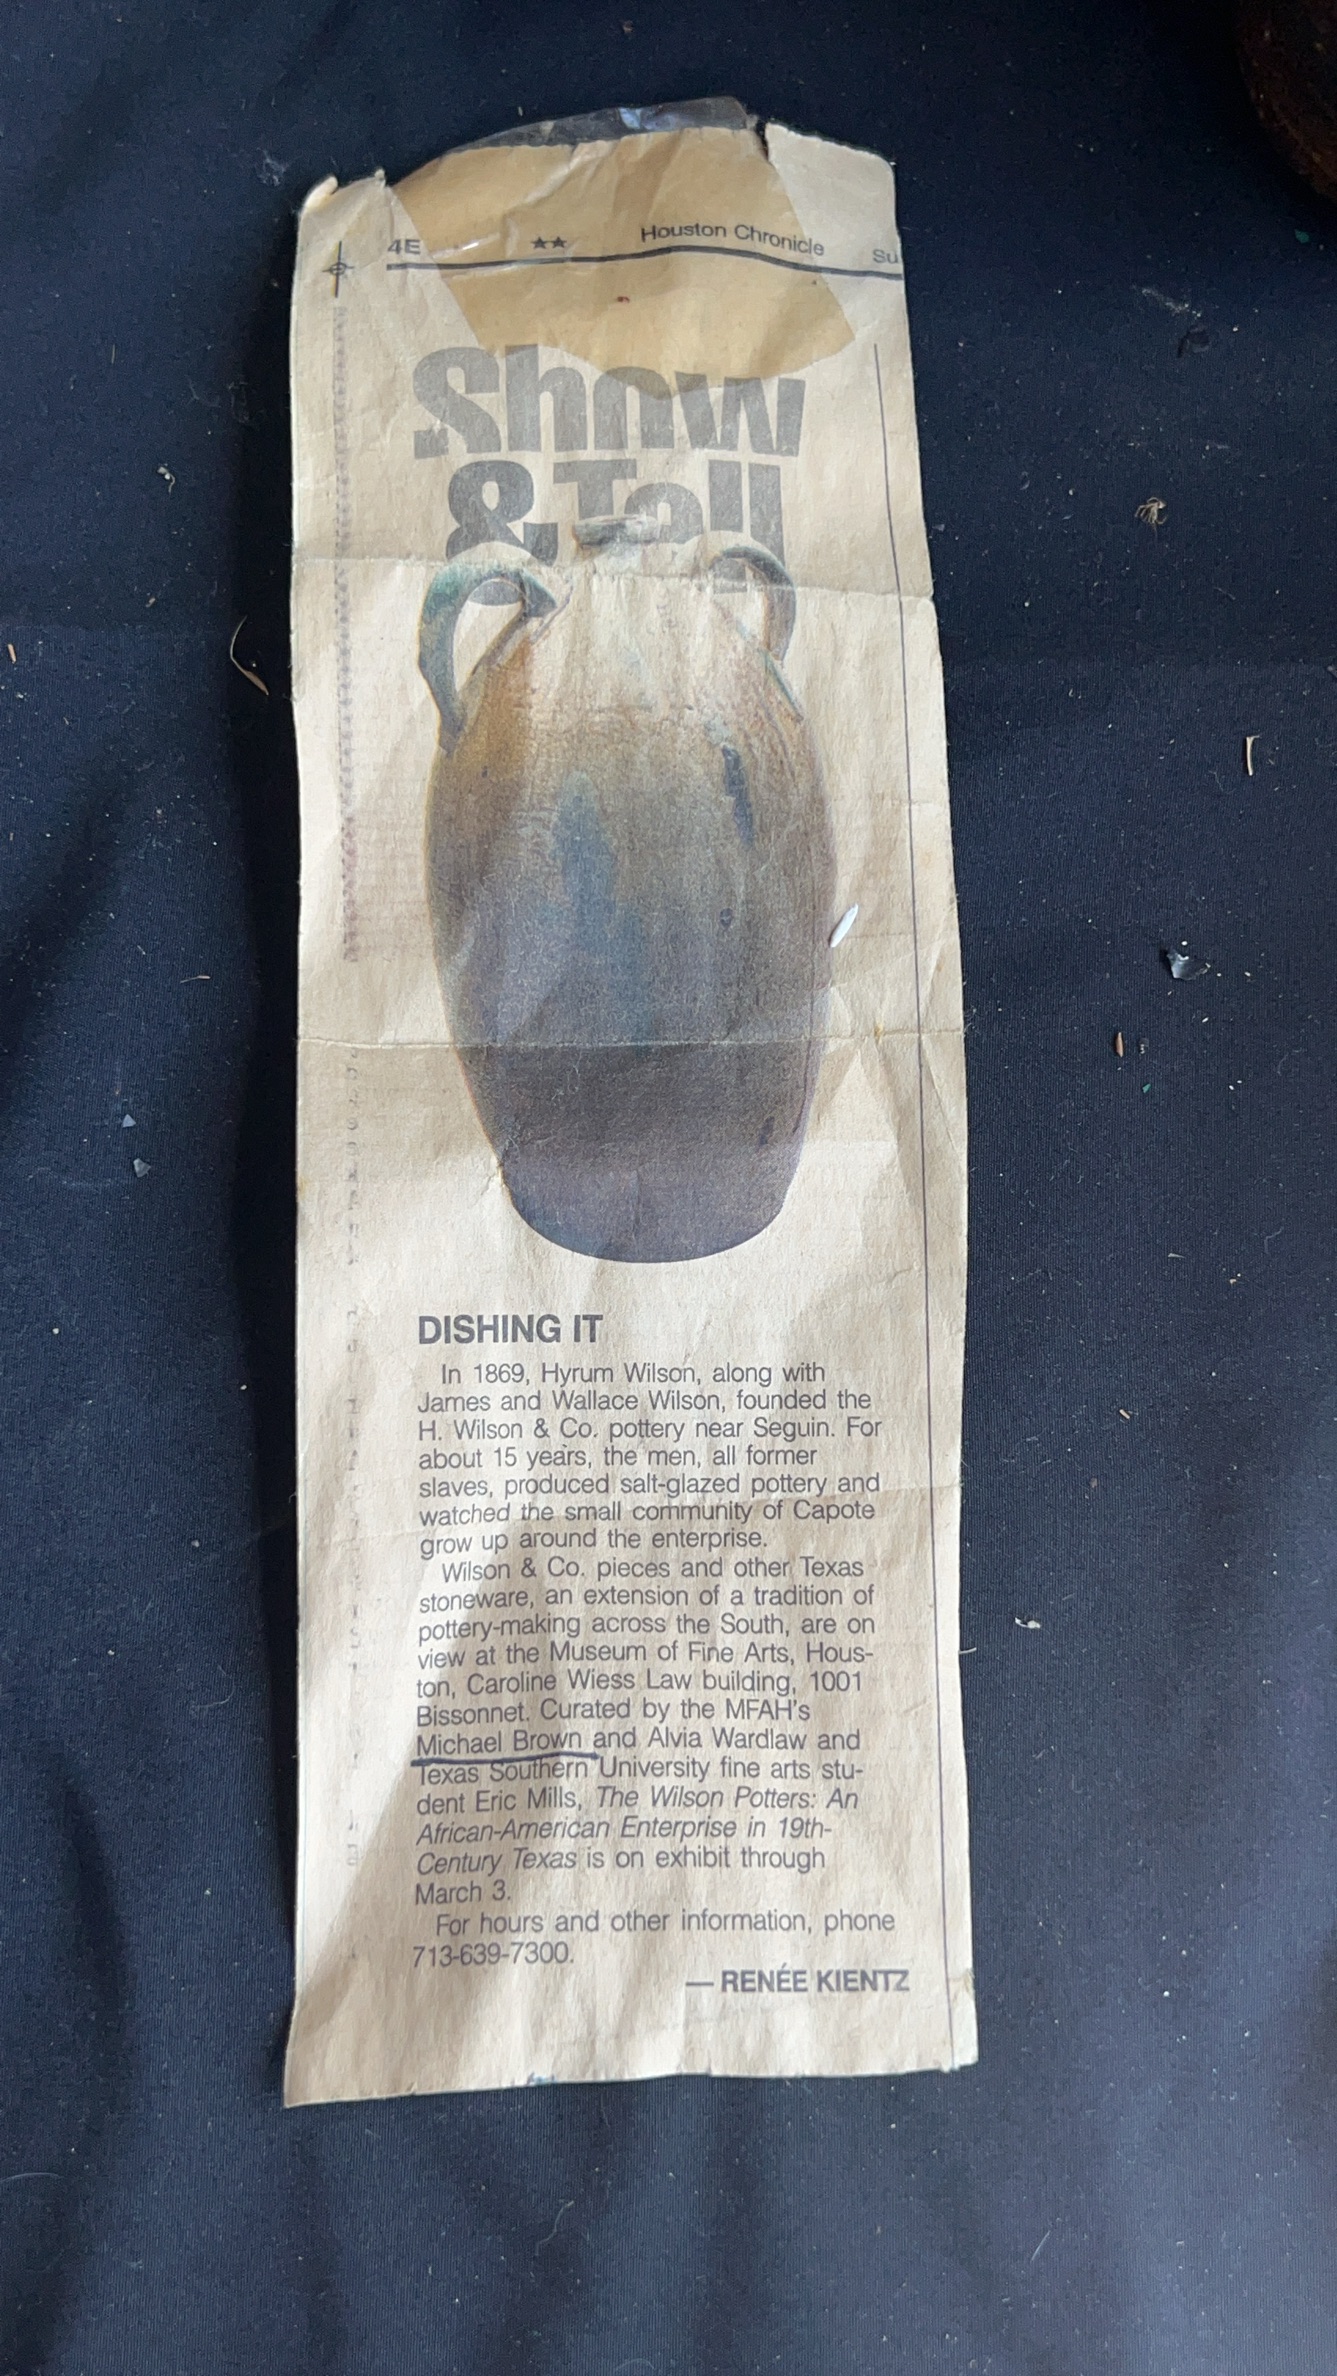 4E
★★
Houston Chronicle
Su
Show
& Tell
DISHING IT
In 1869, Hyrum Wilson, along with
James and Wallace Wilson, founded the
H. Wilson & Co. pottery near Seguin. For
about 15 years, the men, all former
slaves, produced salt-glazed pottery and
watched the small community of Capote
grow up around the enterprise.
Wilson & Co. pieces and other Texas
stoneware, an extension of a tradition of
pottery-making across the South, are on
view at the Museum of Fine Arts, Hous-
ton, Caroline Wiess Law building, 1001
Bissonnet. Curated by the MFAH's
Michael Brown and Alvia Wardlaw and
Texas Southern University fine arts stu-
dent Eric Mills, The Wilson Potters: An
African-American Enterprise in 19th-
Century Texas is on exhibit through
March 3.
For hours and other information, phone
713-639-7300.
— RENÉE KIENTZ